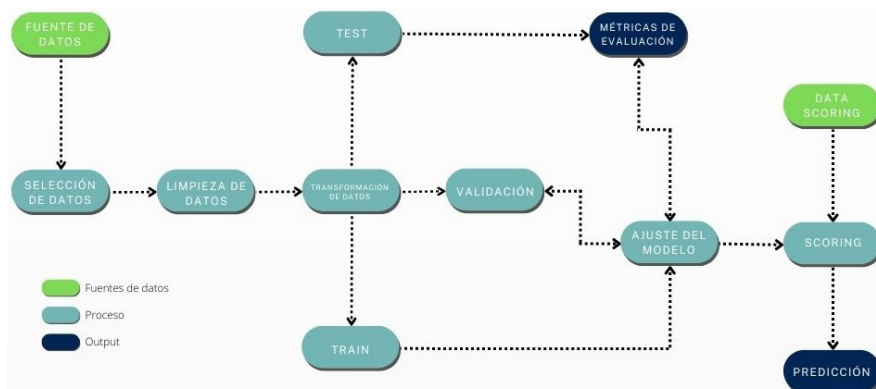 FUENTE DE
DATOS
TEST
MÉTRICAS DE
EVALUACIÓN
DATA
SCORING
SELECCIÓN
DE DATOS
LIMPIEZA DE
DATOS
TRANSFORMACIÓN
DE DATOS
VALIDACIÓN
AJUSTE DEL
MODELO
SCORING
Fuentes de datos
Proceso
Output
TRAIN
PREDICCIÓN